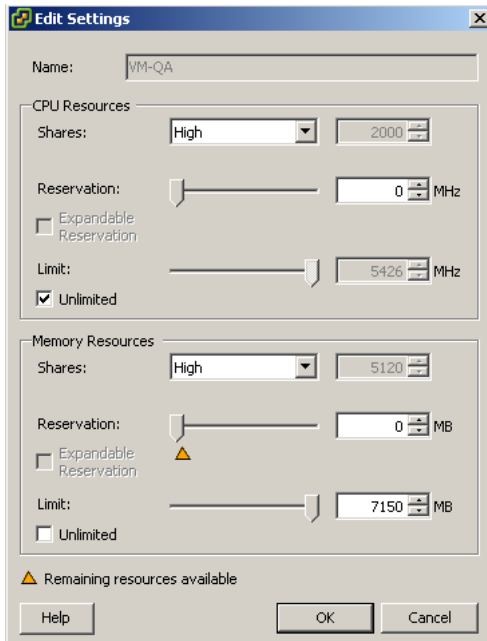 Edit Settings
Name: VM-QA
CPU Resources
Shares: High 2000
Reservation: 0 MHz
Expandable
Reservation
Limit: 5426 MHz
Unlimited
Memory Resources
Shares: High 5120
Reservation: 0 MB
Expandable
Reservation
Limit: 7150 MB
Unlimited
Remaining resources available
Help OK Cancel